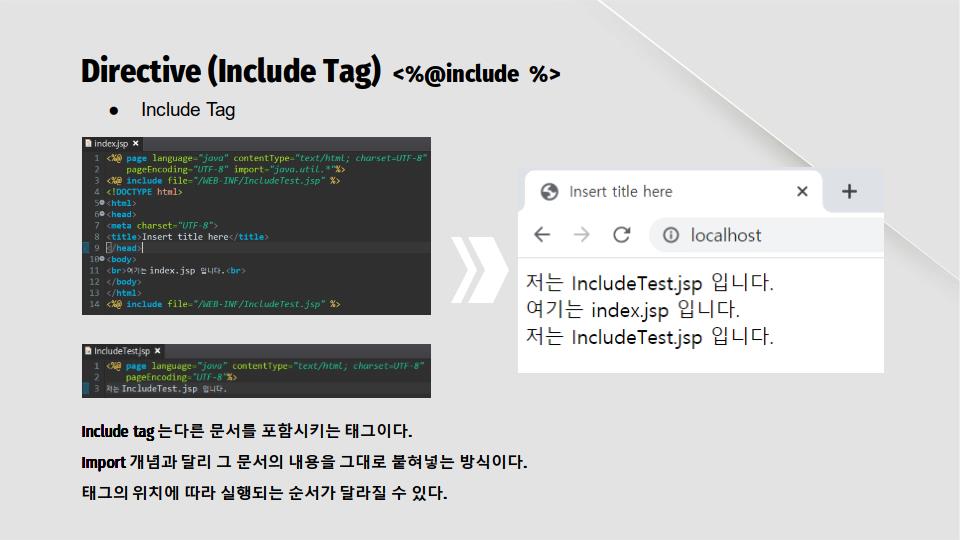 Directive (Include Tag) <%@include %>
● Include Tag
index.jsp ×
1 <%@ page language="java" contentType="text/html; charset=UTF-8"
2 pageEncoding="UTF-8" import="java.util.*"%>
3 <%@ include file="/WEB-INF/IncludeTest.jsp" %>
4 <!DOCTYPE html>
5 <html>
6 <head>
7 <meta charset="UTF-8">
8 <title>Insert title here</title>
9 </head>
10 <body>
11 <br>여기는 index.jsp 입니다.<br>
12 </body>
13 </html>
14 <%@ include file="/WEB-INF/IncludeTest.jsp" %>
IncludeTest.jsp ×
1 <%@ page language="java" contentType="text/html; charset=UTF-8"
2 pageEncoding="UTF-8"%>
3 저는 IncludeTest.jsp 입니다.
Insert title here
localhost
저는 IncludeTest.jsp 입니다.
여기는 index.jsp 입니다.
저는 IncludeTest.jsp 입니다.
Include tag 는다른 문서를 포함시키는 태그이다.
Import 개념과 달리 그 문서의 내용을 그대로 붙혀넣는 방식이다.
태그의 위치에 따라 실행되는 순서가 달라질 수 있다.